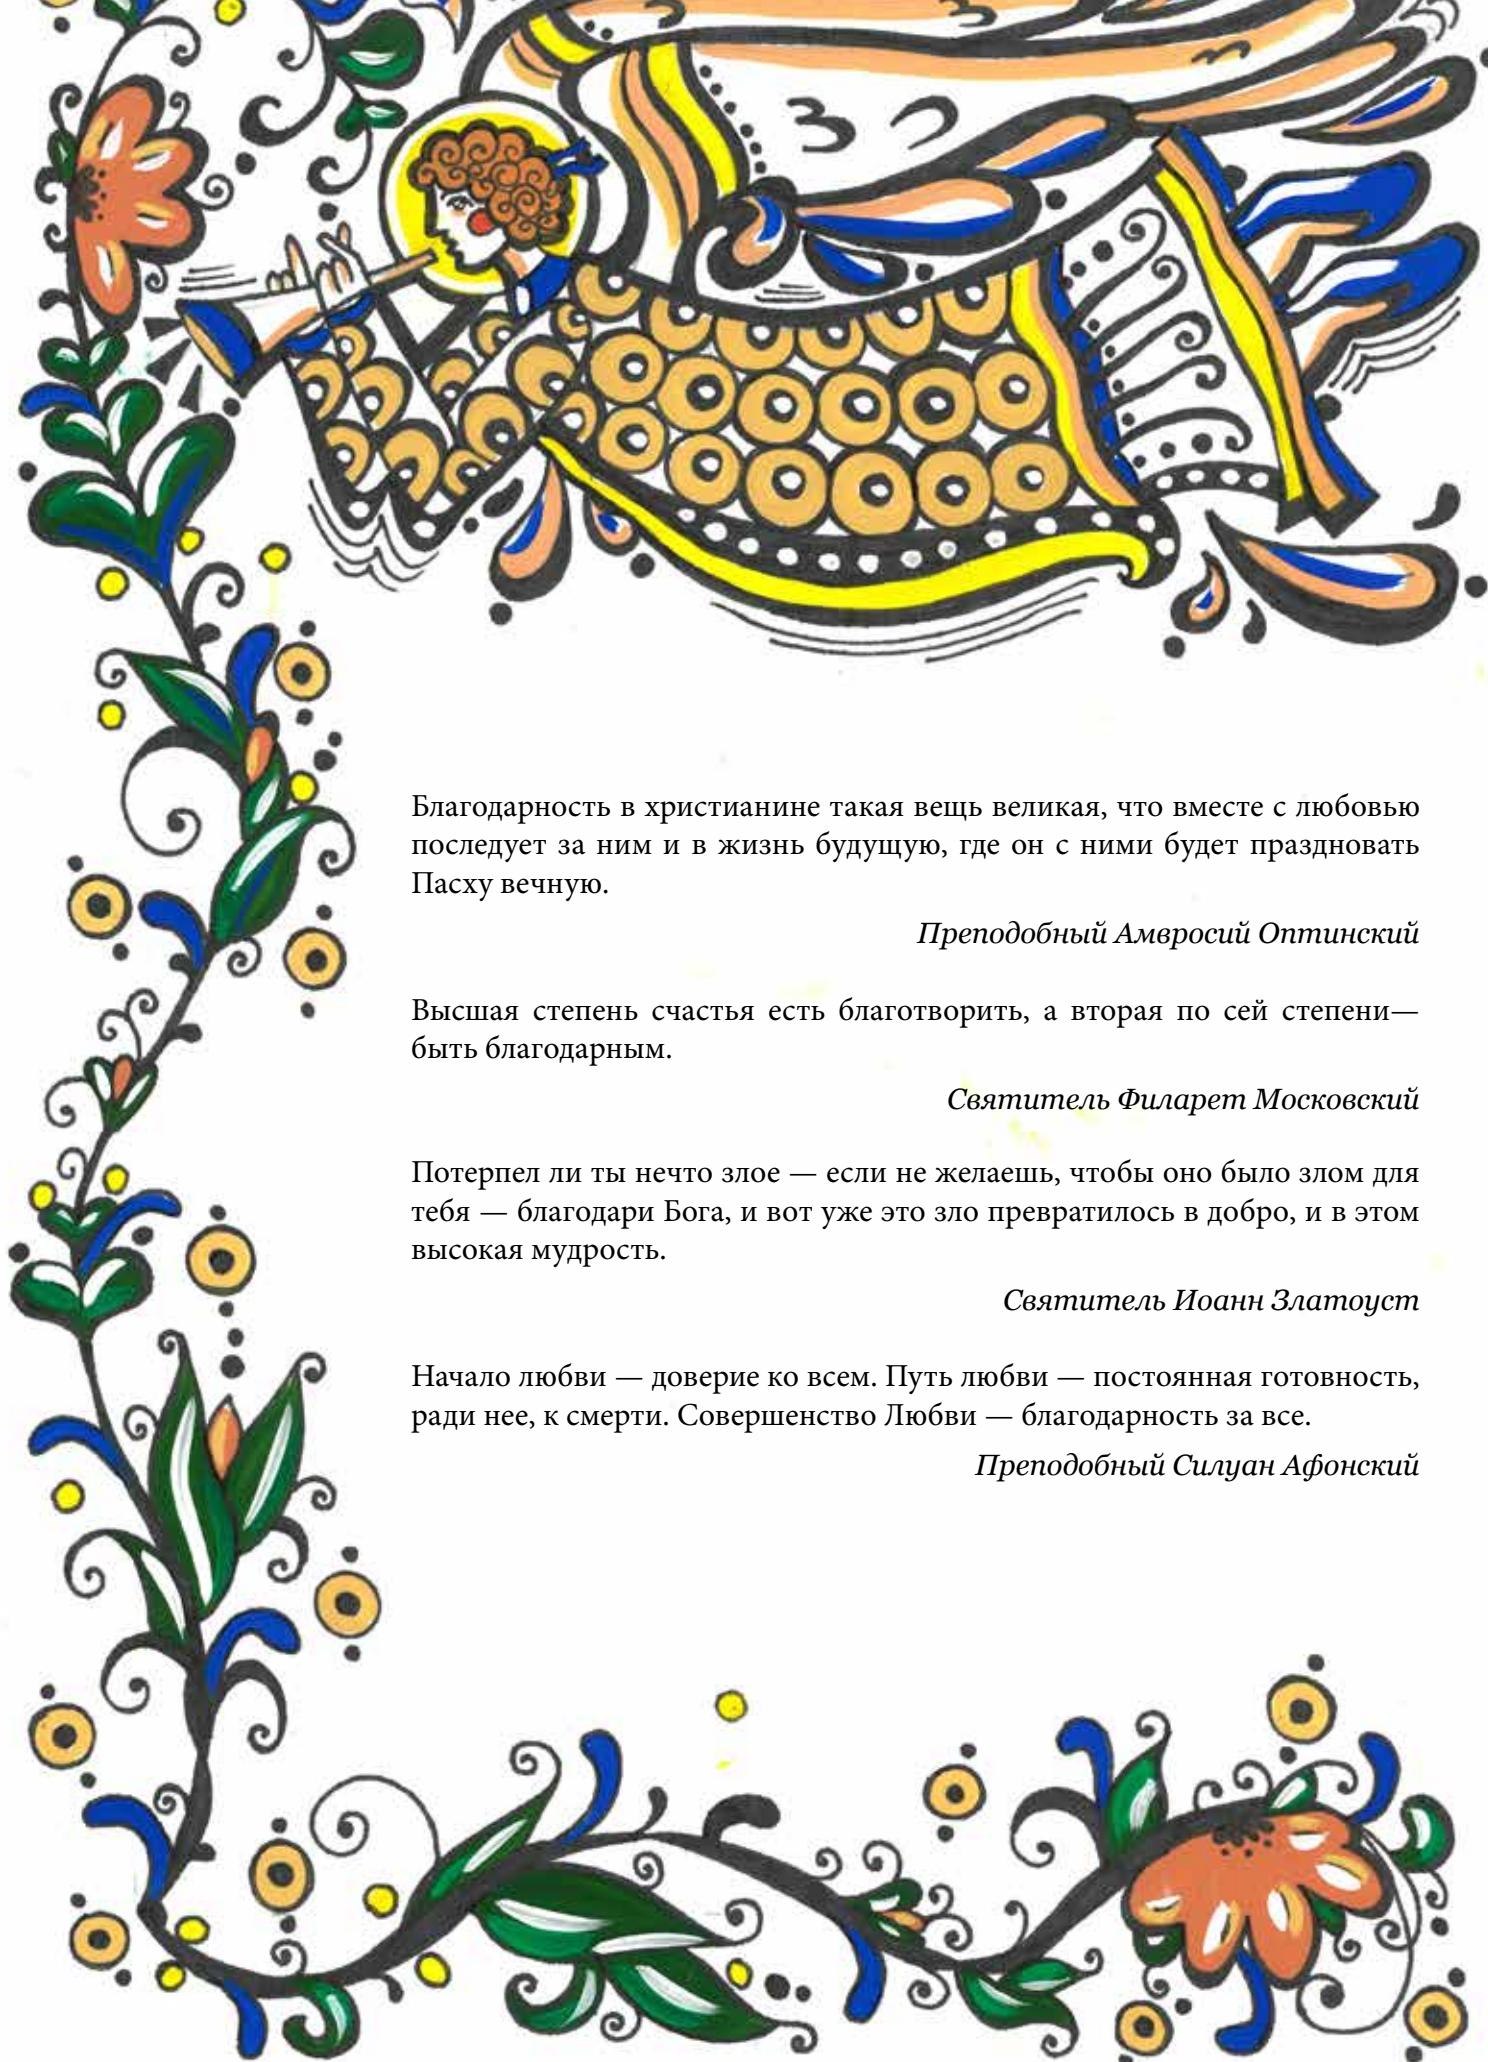 Благодарность в христианине такая вещь великая, что вместе с любовью
последует за ним и в жизнь будущую, где он с ними будет праздновать
Пасху вечную.
Преподобный Амвросий Оптинский
Высшая степень счастья есть благотворить, а вторая по сей степени—
быть благодарным.
Святитель Филарет Московский
Потерпел ли ты нечто злое — если не желаешь, чтобы оно было злом для
тебя — благодари Бога, и вот уже это зло превратилось в добро, и в этом
высокая мудрость.
Святитель Иоанн Златоуст
Начало любви — доверие ко всем. Путь любви — постоянная готовность,
ради нее, к смерти. Совершенство Любви — благодарность за все.
Преподобный Силуан Афонский